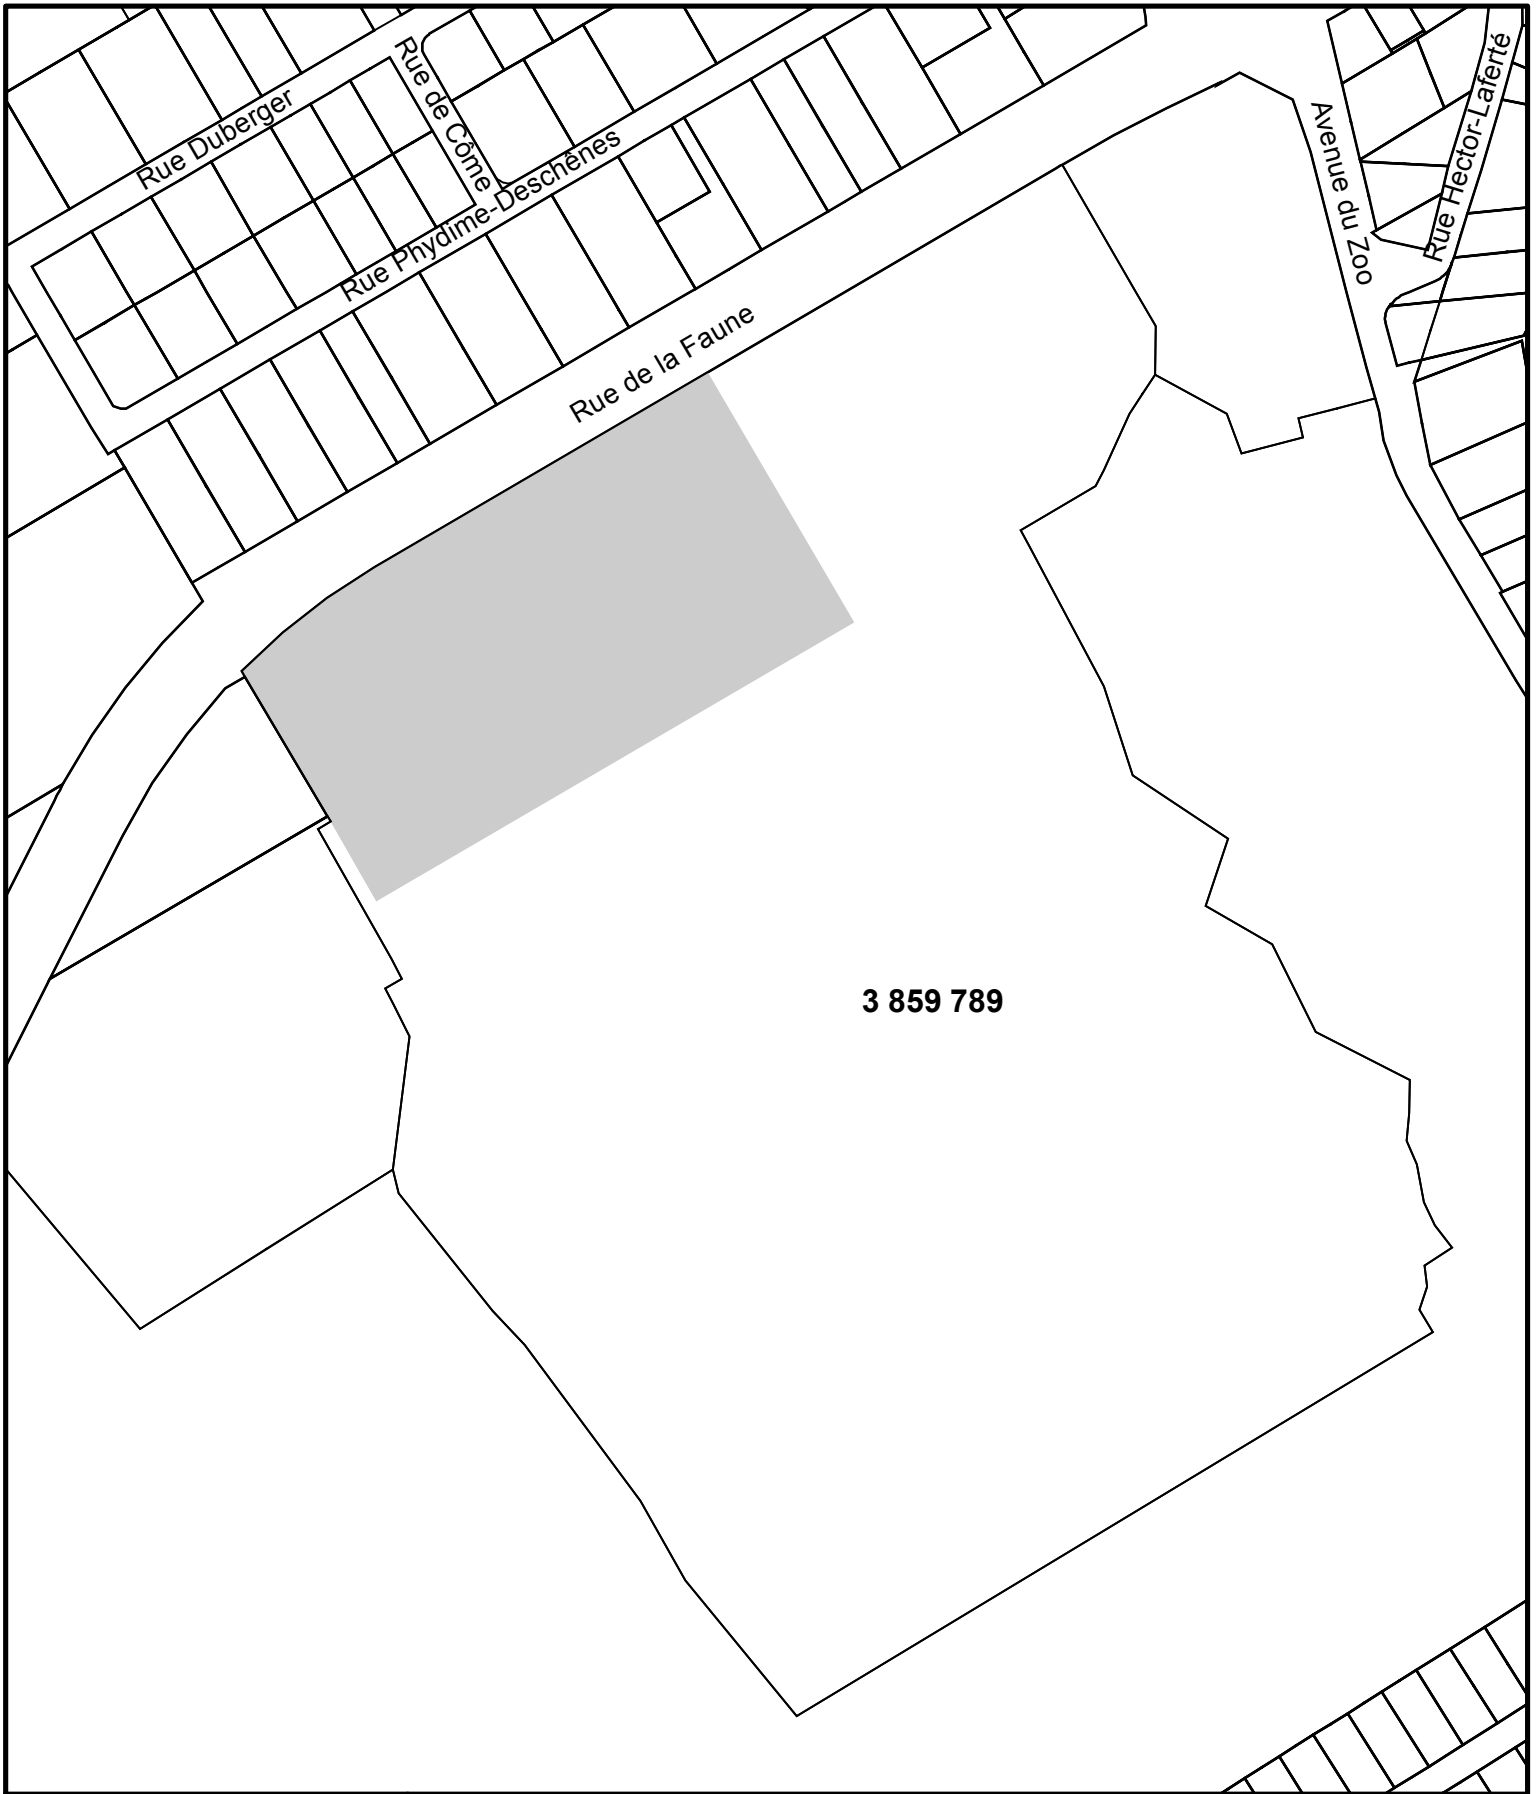 Rue Duberger
Rue de Côme
Rue Phydime-Deschênes
Rue de la Faune
Avenue du Zoo
Rue Hector-Laferté
3 859 789